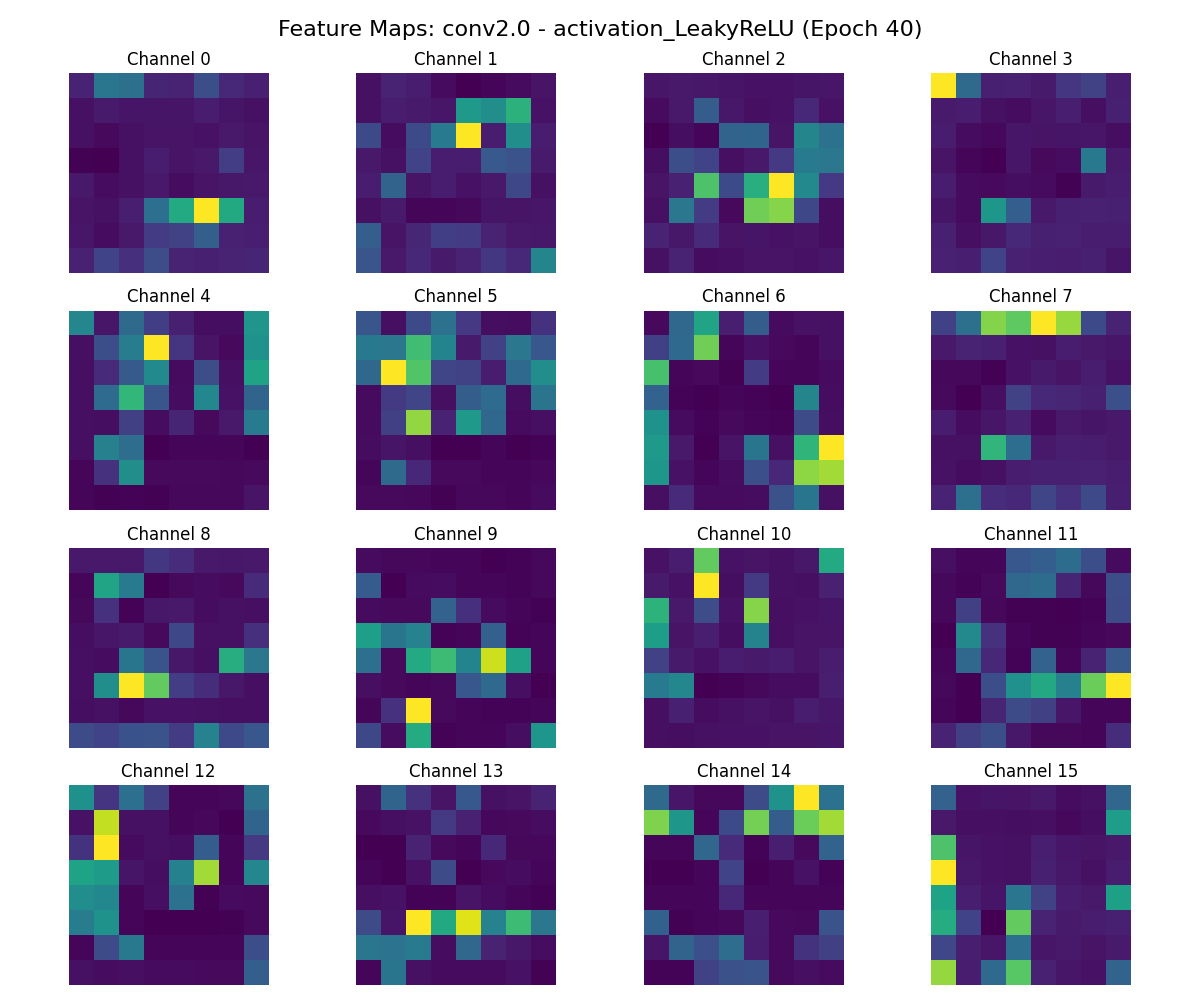 Feature Maps: conv2.0 - activation_LeakyReLU (Epoch 40)
Channel 0
Channel 1
Channel 2
Channel 3
Channel 4
Channel 5
Channel 6
Channel 7
Channel 8
Channel 9
Channel 10
Channel 11
Channel 12
Channel 13
Channel 14
Channel 15